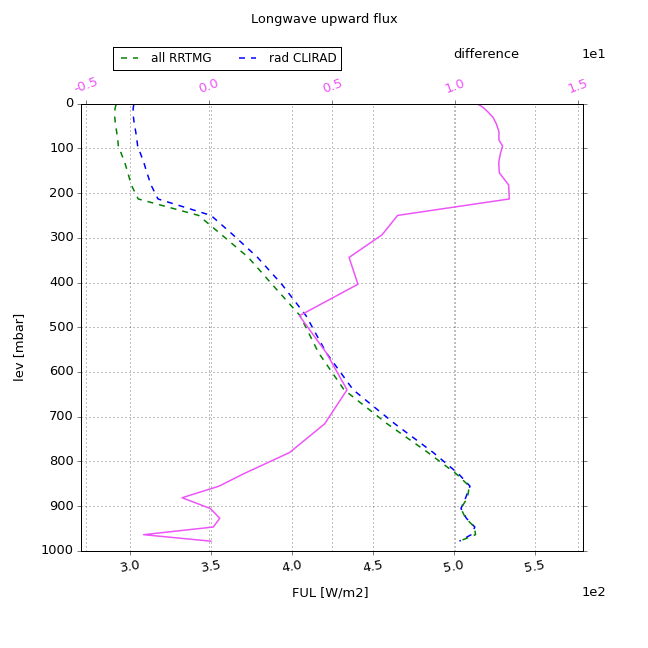 Longwave upward flux
all RRTMG rad CLIRAD difference 1e1
-0.5 0.0 0.5 1.0 1.5
0
100
200
300
400
500
600
700
800
900
1000
lev [mbar]
3.0 3.5 4.0 4.5 5.0 5.5
FUL [W/m2] 1e2